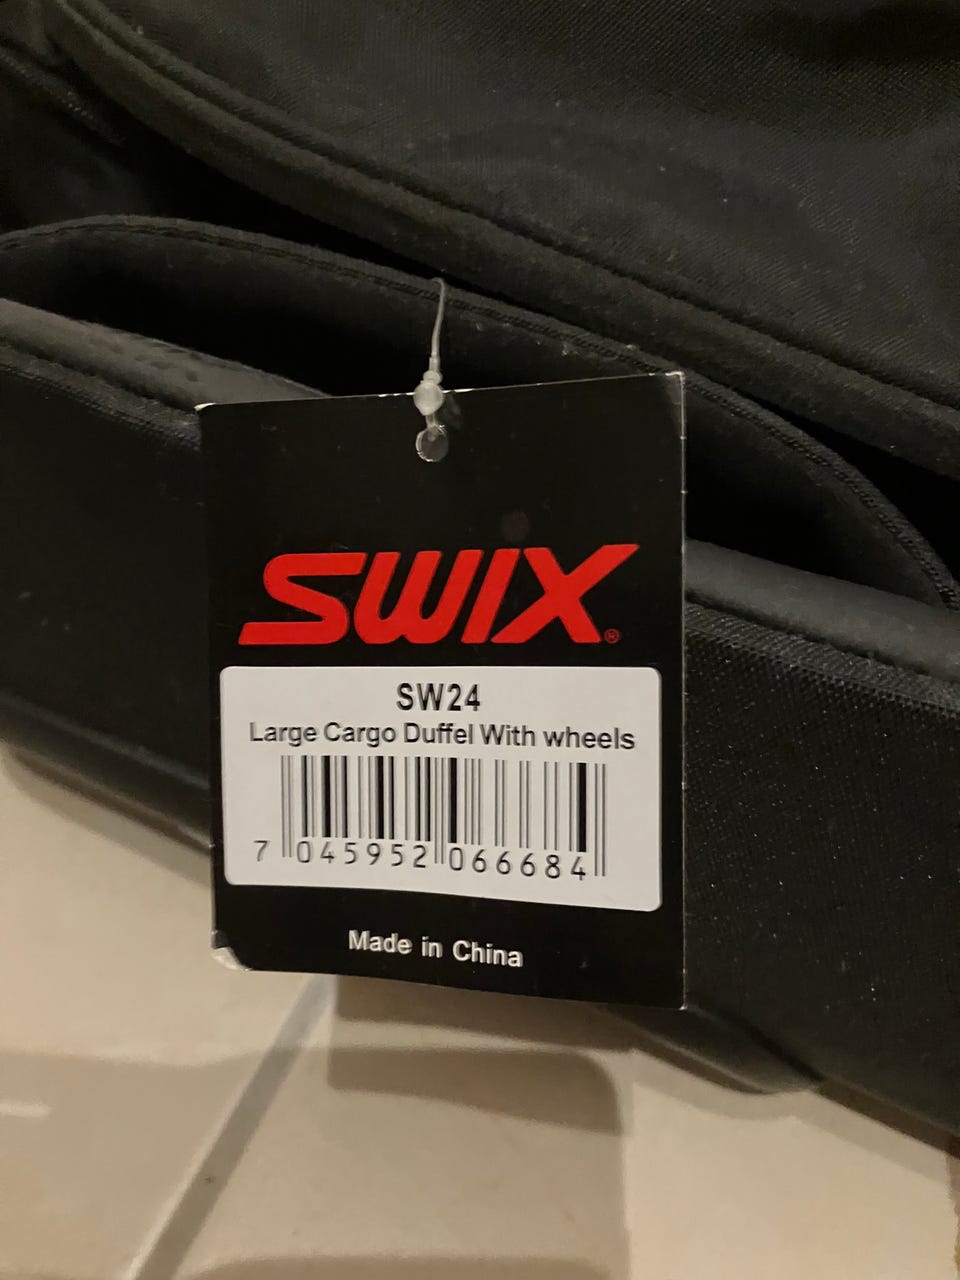 SWIX®
SW24
Large Cargo Duffel With wheels
7 045952 066684
Made in China